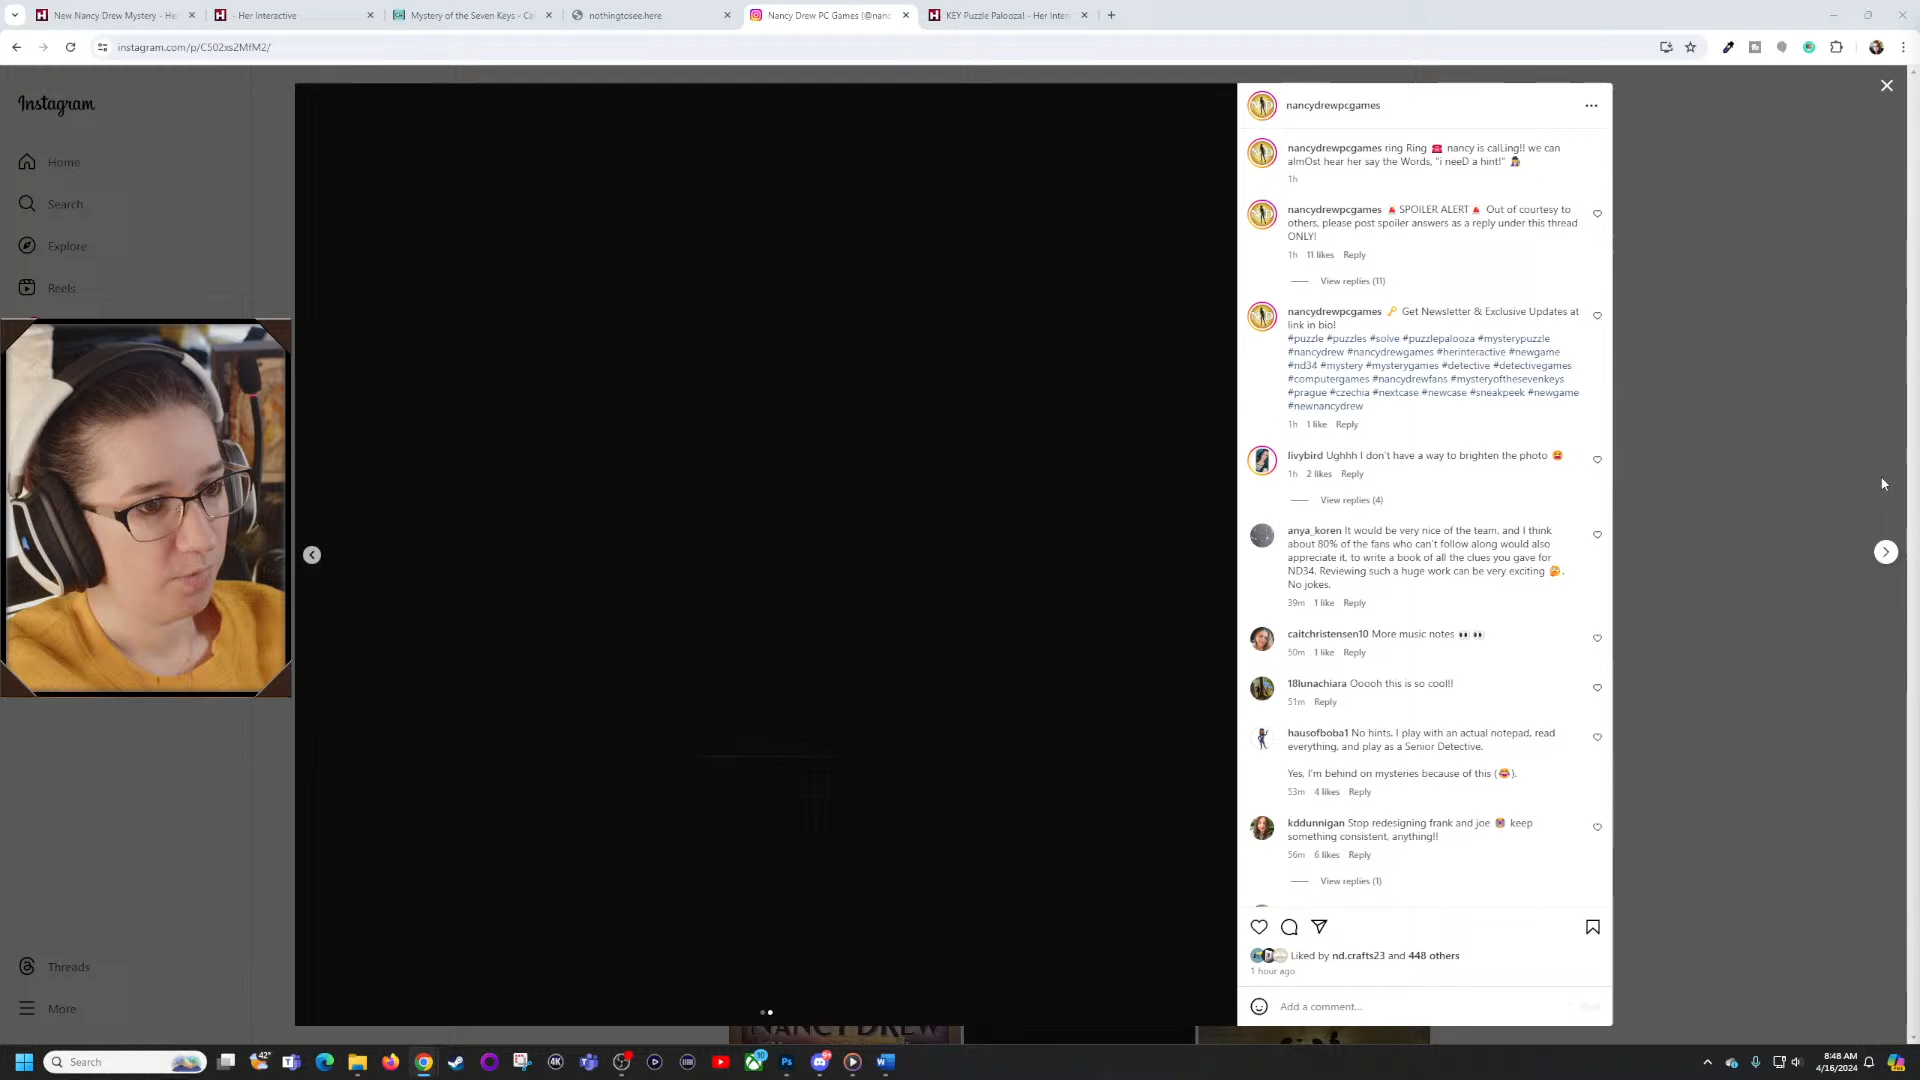 New Nancy Drew Mystery - He
- Her Interactive
Mystery of the Seven Keys - Ca
nothingtosee.here
Nancy Drew PC Games (@nanc
KEY Puzzle Palooza! - Her Inter
instagram.com/p/C502xs2MfM2/
Instagram
Home
Search
Explore
Reels
Threads
More
nancydrewpcgames
nancydrewpcgames ring Ring ☎️ nancy is calLing!! we can
almOst hear her say the Words, "i neeD a hint!" 🕵️‍♀️
1h
nancydrewpcgames 🚨SPOILER ALERT🚨 Out of courtesy to
others, please post spoiler answers as a reply under this thread
ONLY!
1h 11 likes Reply
View replies (11)
nancydrewpcgames 🔑 Get Newsletter & Exclusive Updates at
link in bio!
#puzzle #puzzles #solve #puzzlepalooza #mysterypuzzle
#nancydrew #nancydrewgames #herinteractive #newgame
#nd34 #mystery #mysterygames #detective #detectivegames
#computergames #nancydrewfans #mysteryofthesevenkeys
#prague #czechia #nextcase #newcase #sneakpeek #newgame
#newnancydrew
1h 1 like Reply
livybird Ughhh I don't have a way to brighten the photo 😫
1h 2 likes Reply
View replies (4)
anya_koren It would be very nice of the team, and I think
about 80% of the fans who can't follow along would also
appreciate it, to write a book of all the clues you gave for
ND34. Reviewing such a huge work can be very exciting 🤔.
No jokes.
39m 1 like Reply
caitchristensen10 More music notes 👀👀
50m 1 like Reply
18lunachiara Ooooh this is so cool!!
51m Reply
hausofboba1 No hints. I play with an actual notepad, read
everything, and play as a Senior Detective.
Yes, I'm behind on mysteries because of this (😂).
53m 4 likes Reply
kddunnigan Stop redesigning frank and joe 😭 keep
something consistent, anything!!
56m 6 likes Reply
View replies (1)
Liked by nd.crafts23 and 448 others
1 hour ago
Add a comment...
NANCY DREW
Search
42°
10
8:48 AM
4/16/2024